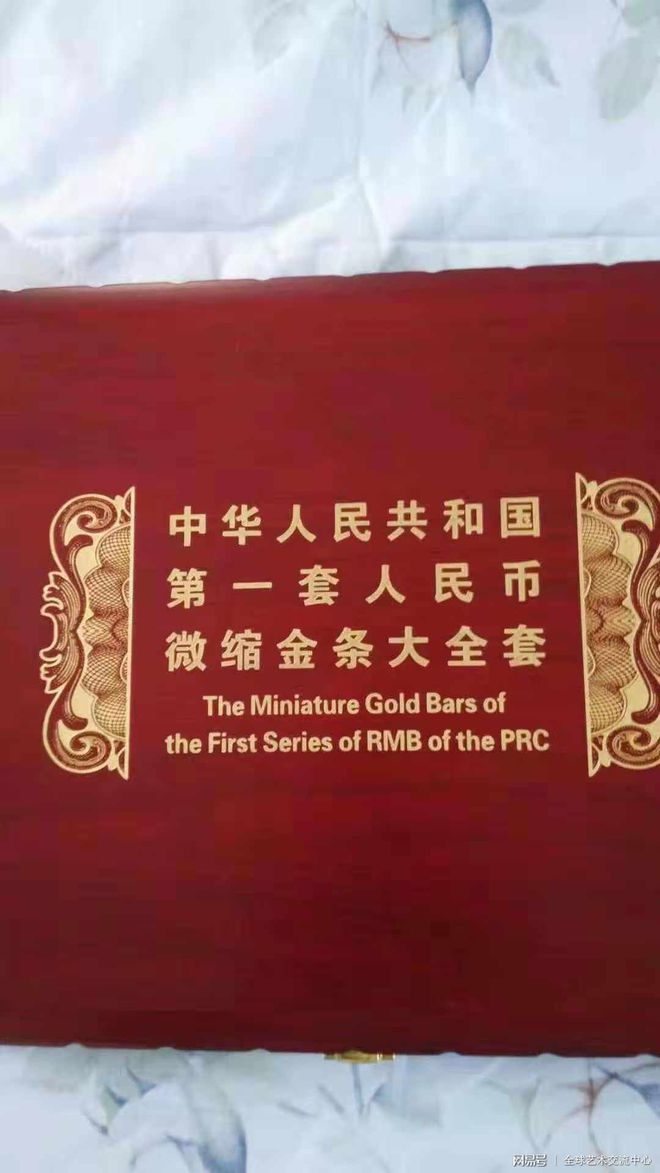 中华人民共和国
第一套人民币
微缩金条大全套
The Miniature Gold Bars of
the First Series of RMB of the PRC
网易号 | 全球艺术交流中心